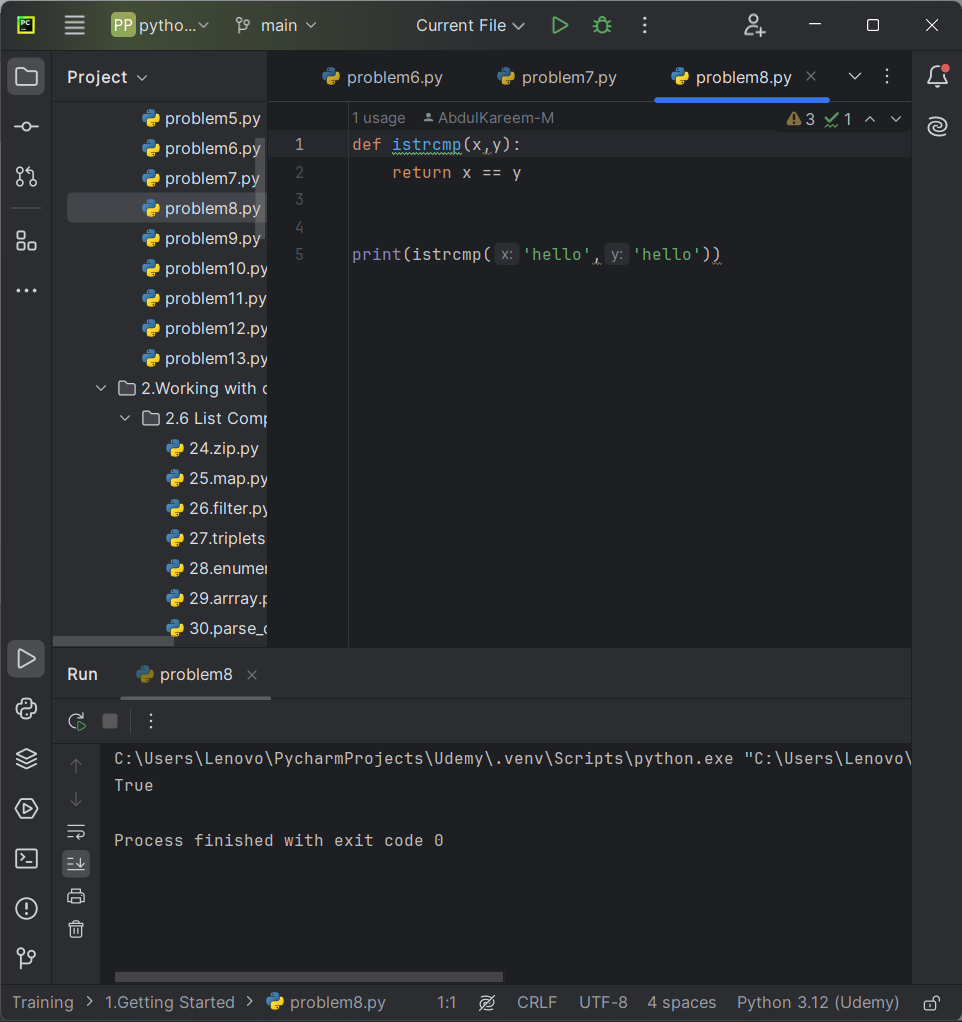 PC PP pytho... main Current File
Project
problem6.py problem7.py problem8.py
problem5.py
problem6.py
problem7.py
problem8.py
problem9.py
problem10.py
problem11.py
problem12.py
problem13.py
2.Working with c
2.6 List Comp
24.zip.py
25.map.py
26.filter.py
27.triplets
28.enumer
29.arrray.p
30.parse_c
1 usage AbdulKareem-M 3 1
1 def istrcmp(x,y):
2 return x == y
3
4
5 print(istrcmp( x: 'hello', y: 'hello'))
Run problem8
C:\Users\Lenovo\PycharmProjects\Udemy\.venv\Scripts\python.exe "C:\Users\Lenovo\
True
Process finished with exit code 0
Training > 1.Getting Started > problem8.py 1:1 CRLF UTF-8 4 spaces Python 3.12 (Udemy)